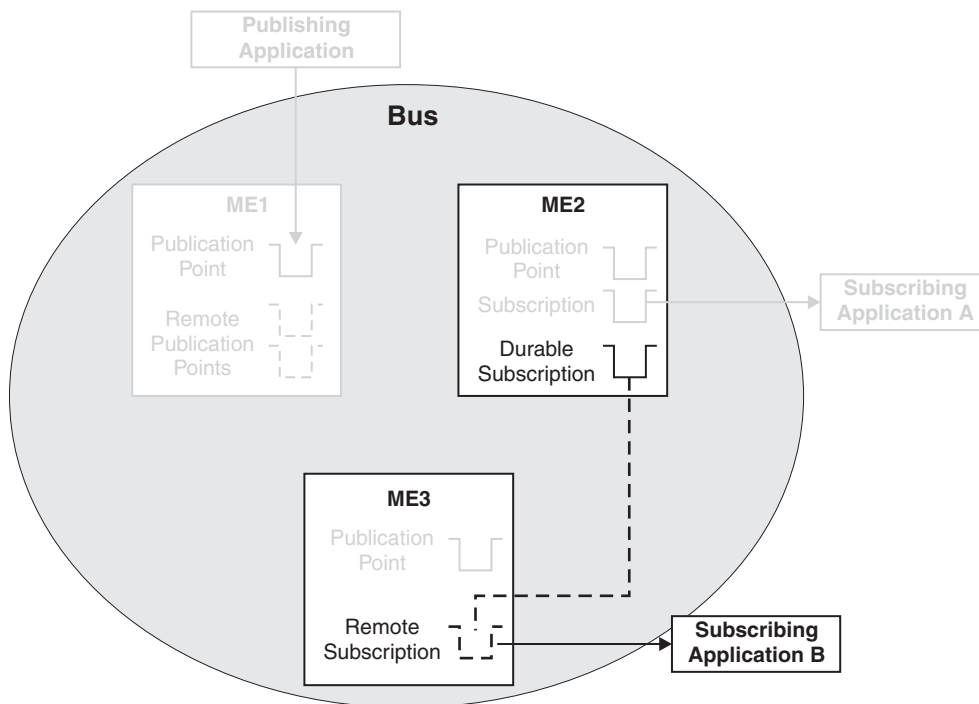 Publishing
Application
Bus
ME1
Publication
Point
Remote
Publication
Points
ME2
Publication
Point
Subscription
Durable
Subscription
Subscribing
Application A
ME3
Publication
Point
Remote
Subscription
Subscribing
Application B